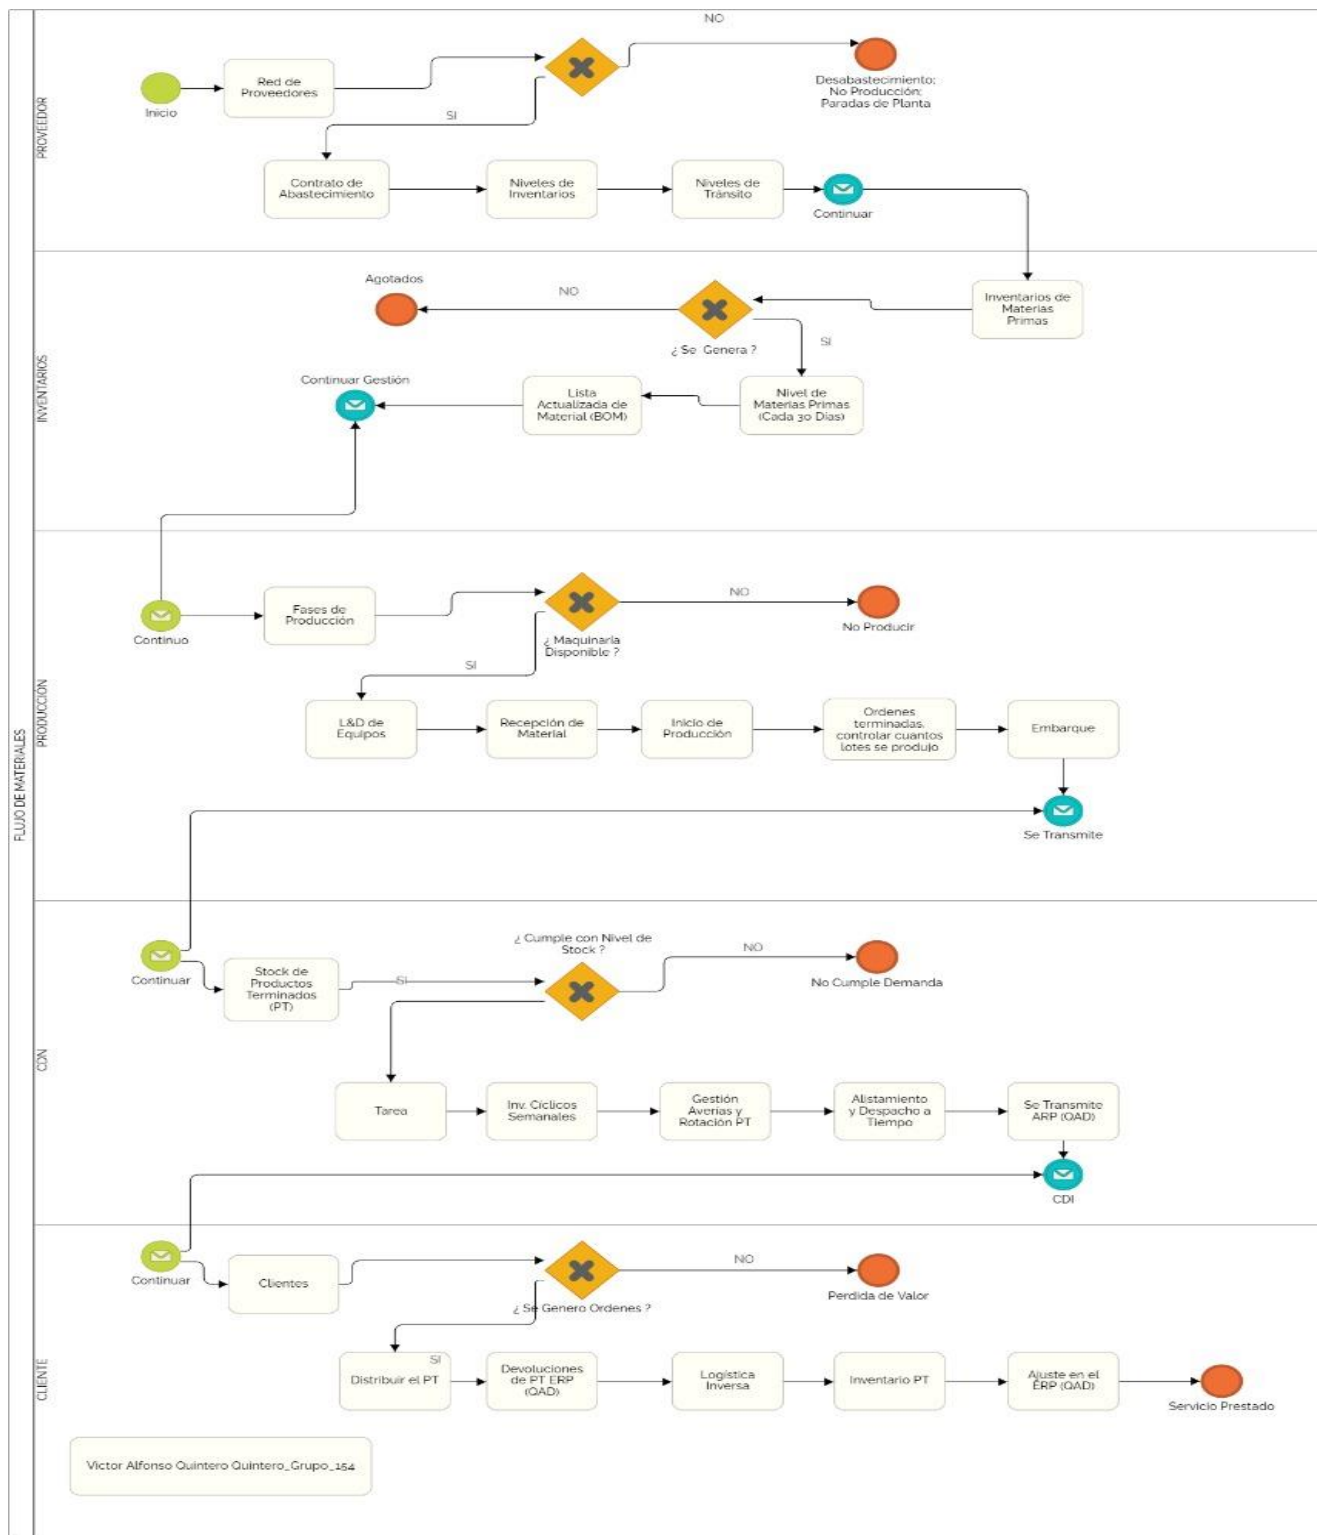 FLUJO DE MATERIALES
PROVEEDOR
NO
Inicio
Red de
Proveedores
Desabastecimiento;
No Producción;
Paradas de Planta
SI
Contrato de
Abastecimiento
Niveles de
Inventarios
Niveles de
Tránsito
Continuar
INVENTARIOS
Agotados
NO
¿ Se Genera ?
SI
Inventarios de
Materias
Primas
Continuar Gestión
Lista
Actualizada de
Material (BOM)
Nivel de
Materias Primas
(Cada 30 Días)
PRODUCCIÓN
Continuo
Fases de
Producción
¿ Maquinaria
Disponible ?
NO
No Producir
SI
L&D de
Equipos
Recepción de
Material
Inicio de
Producción
Ordenes
terminadas,
controlar cuantos
lotes se produjo
Embarque
Se Transmite
CDN
Continuar
Stock de
Productos
Terminados
(PT)
SI
¿ Cumple con Nivel de
Stock ?
NO
No Cumple Demanda
Tarea
Inv. Cíclicos
Semanales
Gestión
Averías y
Rotación PT
Alistamiento
y Despacho a
Tiempo
Se Transmite
ARP (QAD)
CDI
CLIENTE
Continuar
Clientes
¿ Se Genero Ordenes ?
NO
Perdida de Valor
SI
Distribuir el PT
Devoluciones
de PT ERP
(QAD)
Logística
Inversa
Inventario PT
Ajuste en el
ERP (QAD)
Servicio Prestado
Victor Alfonso Quintero Quintero_Grupo_154